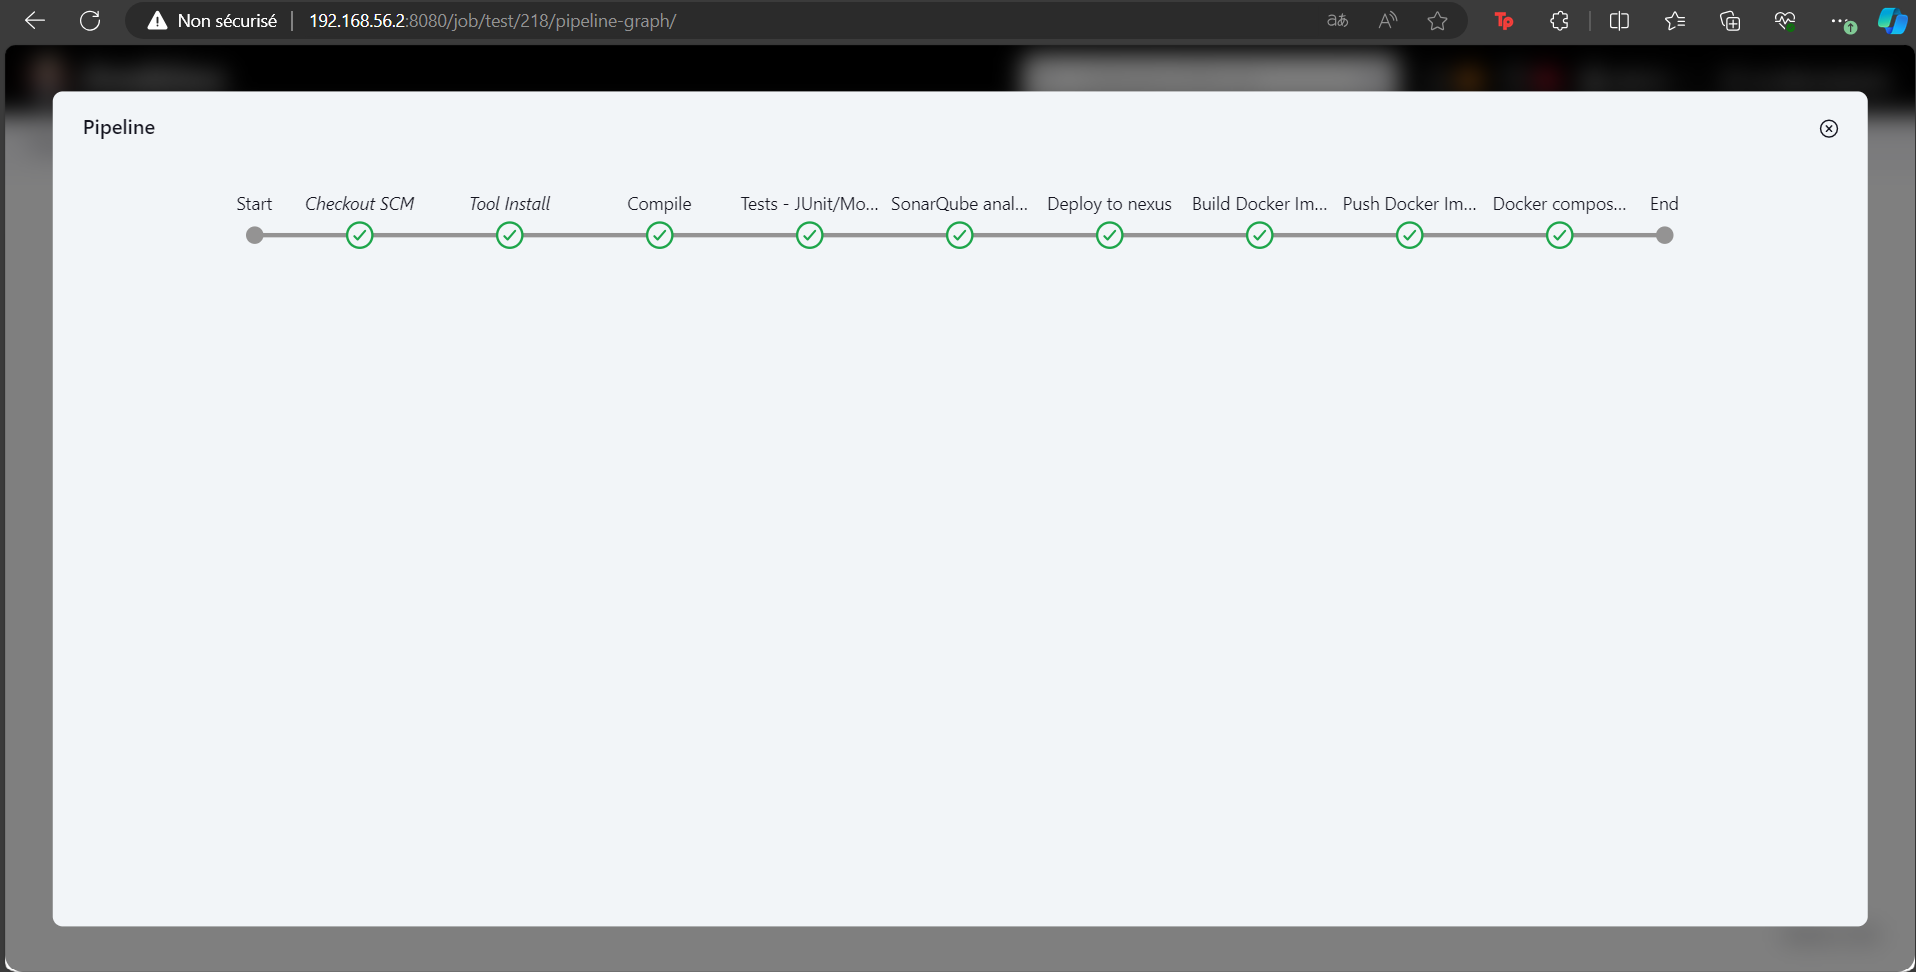 Non sécurisé | 192.168.56.2:8080/job/test/218/pipeline-graph/
Pipeline
Start Checkout SCM Tool Install Compile Tests - JUnit/Mo... SonarQube anal... Deploy to nexus Build Docker Im... Push Docker Im... Docker compos... End